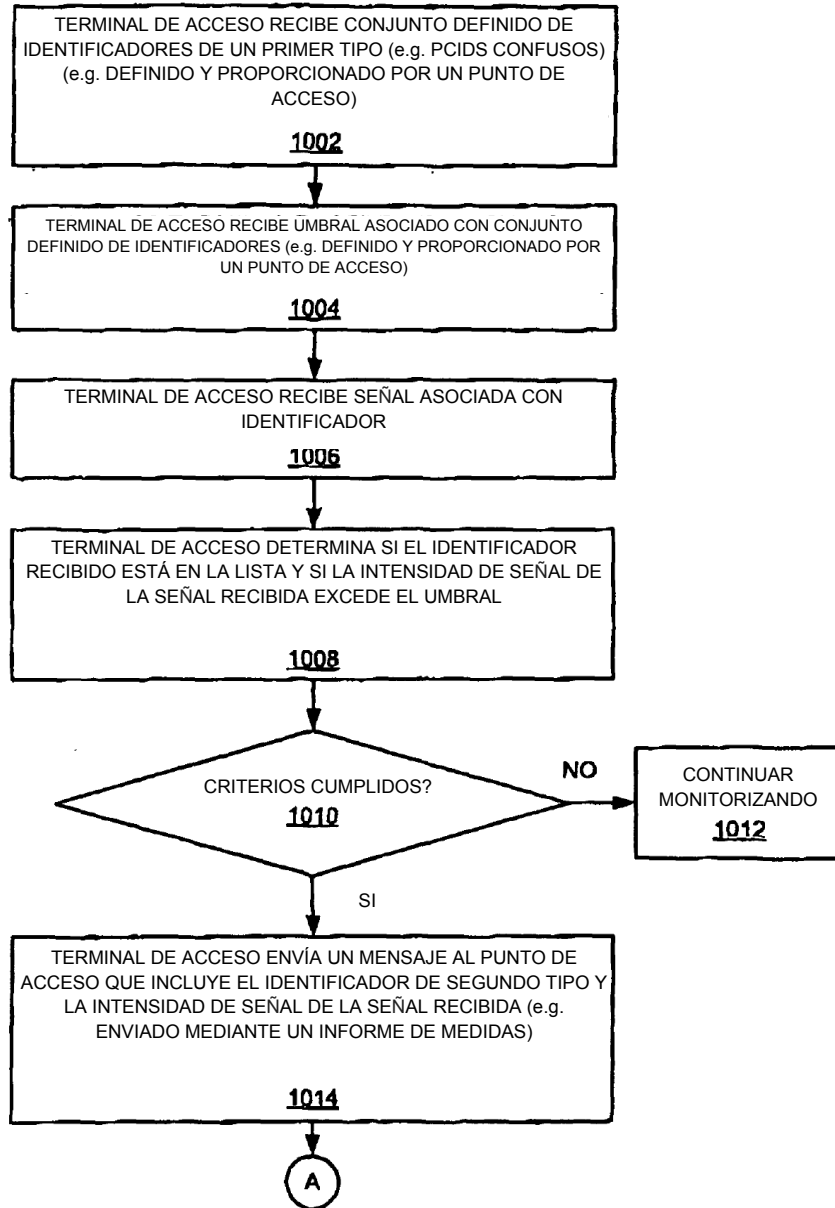 TERMINAL DE ACCESO RECIBE CONJUNTO DEFINIDO DE
IDENTIFICADORES DE UN PRIMER TIPO (e.g. PCIDS CONFUSOS)
(e.g. DEFINIDO Y PROPORCIONADO POR UN PUNTO DE
ACCESO)
1002
TERMINAL DE ACCESO RECIBE UMBRAL ASOCIADO CON CONJUNTO
DEFINIDO DE IDENTIFICADORES (e.g. DEFINIDO Y PROPORCIONADO POR
UN PUNTO DE ACCESO)
1004
TERMINAL DE ACCESO RECIBE SEÑAL ASOCIADA CON
IDENTIFICADOR
1006
TERMINAL DE ACCESO DETERMINA SI EL IDENTIFICADOR
RECIBIDO ESTÁ EN LA LISTA Y SI LA INTENSIDAD DE SEÑAL DE
LA SEÑAL RECIBIDA EXCEDE EL UMBRAL
1008
CRITERIOS CUMPLIDOS?
1010
NO
CONTINUAR
MONITORIZANDO
1012
SI
TERMINAL DE ACCESO ENVÍA UN MENSAJE AL PUNTO DE
ACCESO QUE INCLUYE EL IDENTIFICADOR DE SEGUNDO TIPO Y
LA INTENSIDAD DE SEÑAL DE LA SEÑAL RECIBIDA (e.g.
ENVIADO MEDIANTE UN INFORME DE MEDIDAS)
1014
A